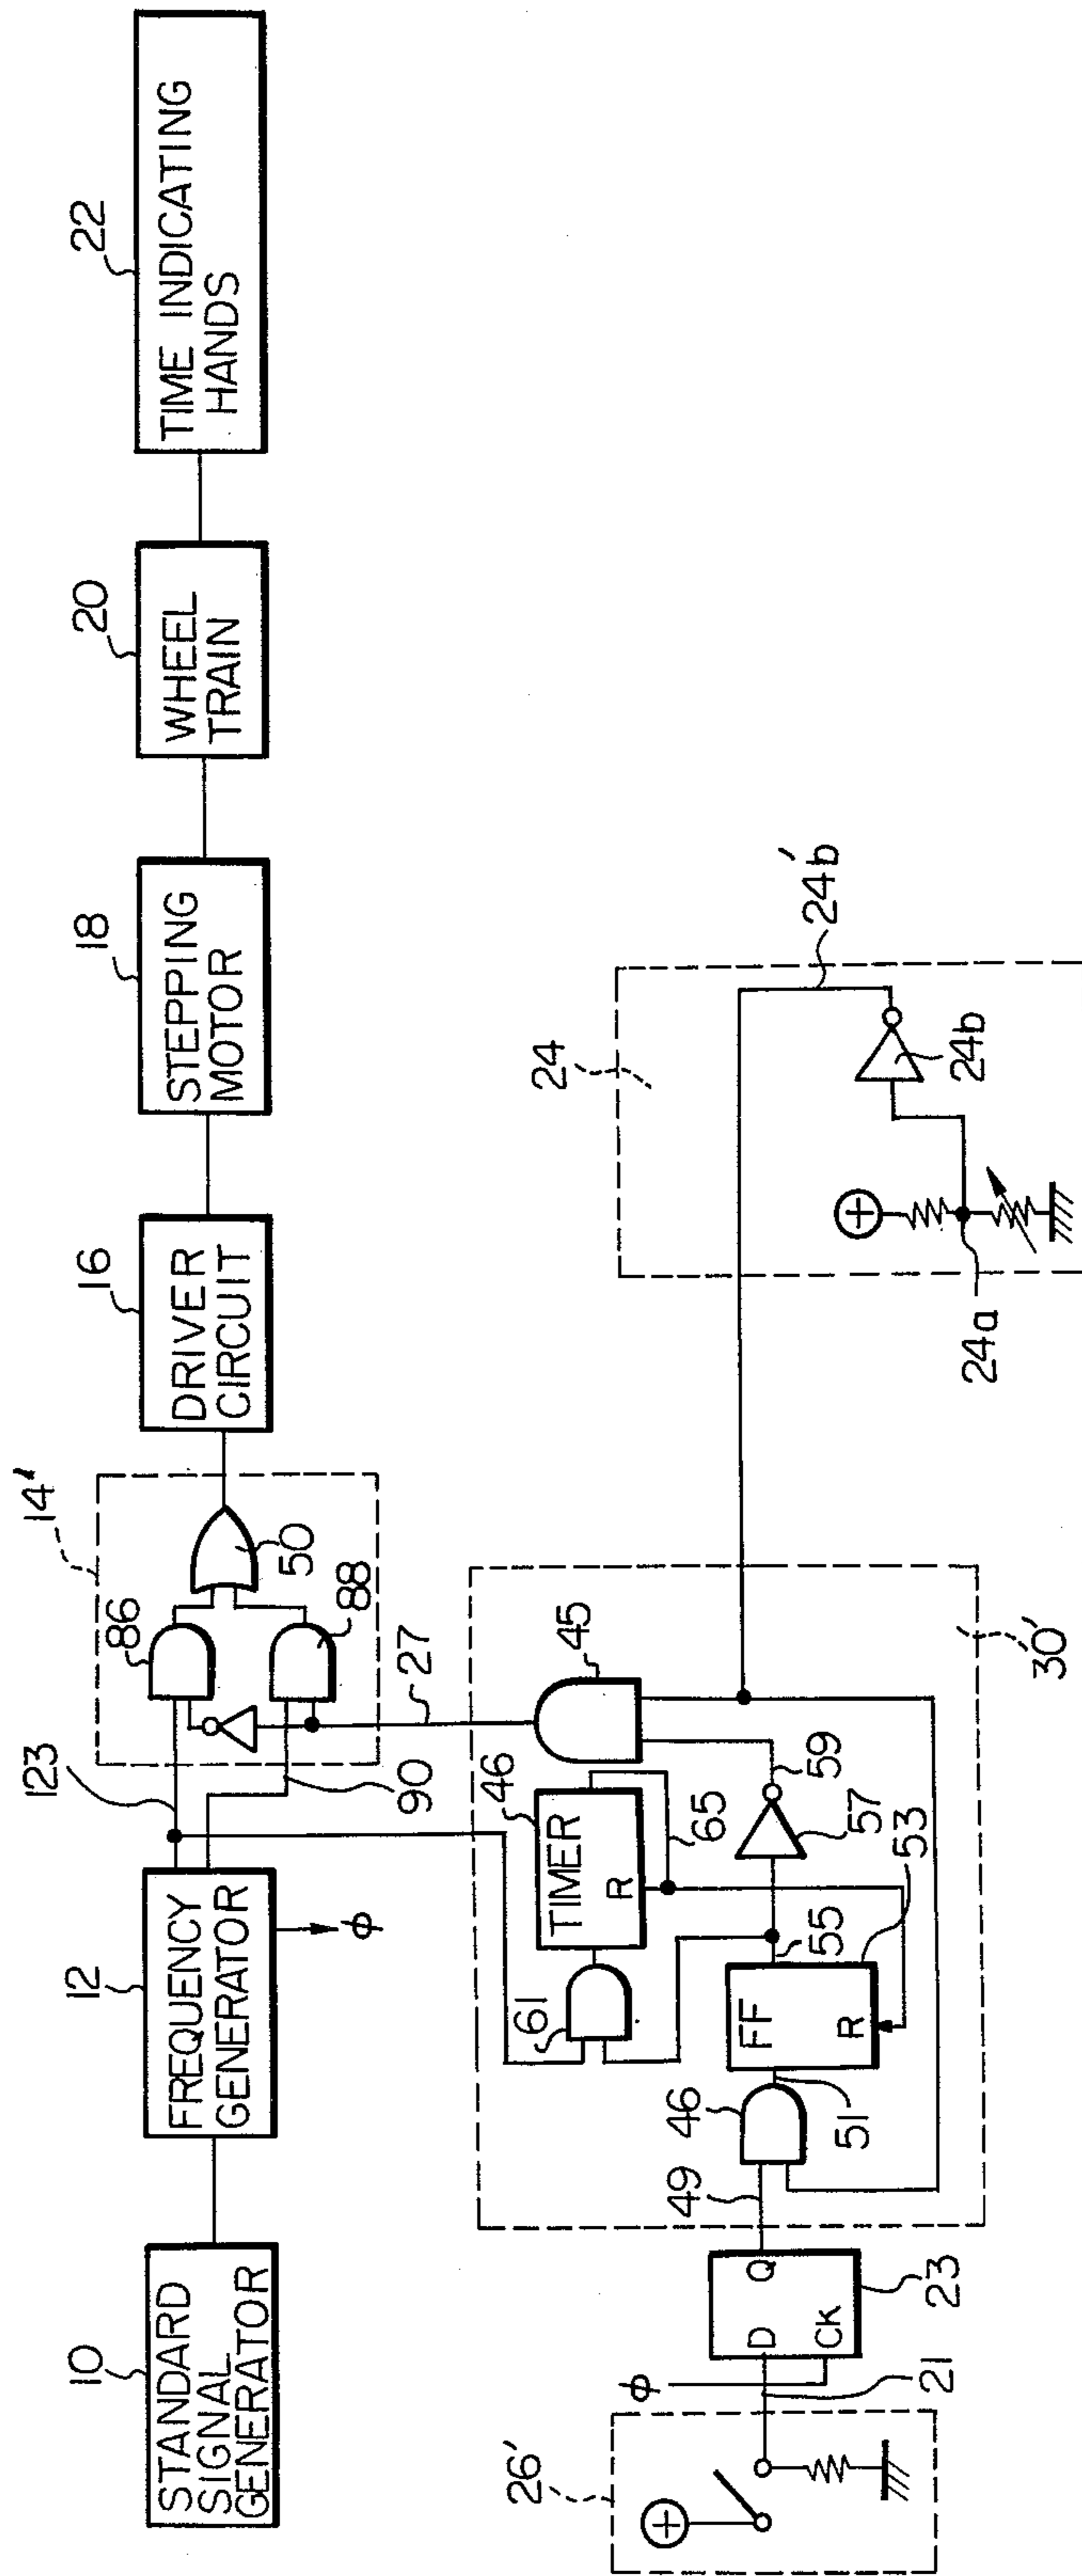 10
STANDARD
SIGNAL
GENERATOR
12
FREQUENCY
GENERATOR
ϕ
123
90
14'
86
88
50
27
16
DRIVER
CIRCUIT
18
STEPPING
MOTOR
20
WHEEL
TRAIN
22
TIME INDICATING
HANDS
26'
⊕
21
ϕ
D
Q
CK
23
49
46
51
FF
R
53
55
57
59
61
46
TIMER
R
65
45
30'
24
⊕
24a
24b
24b'